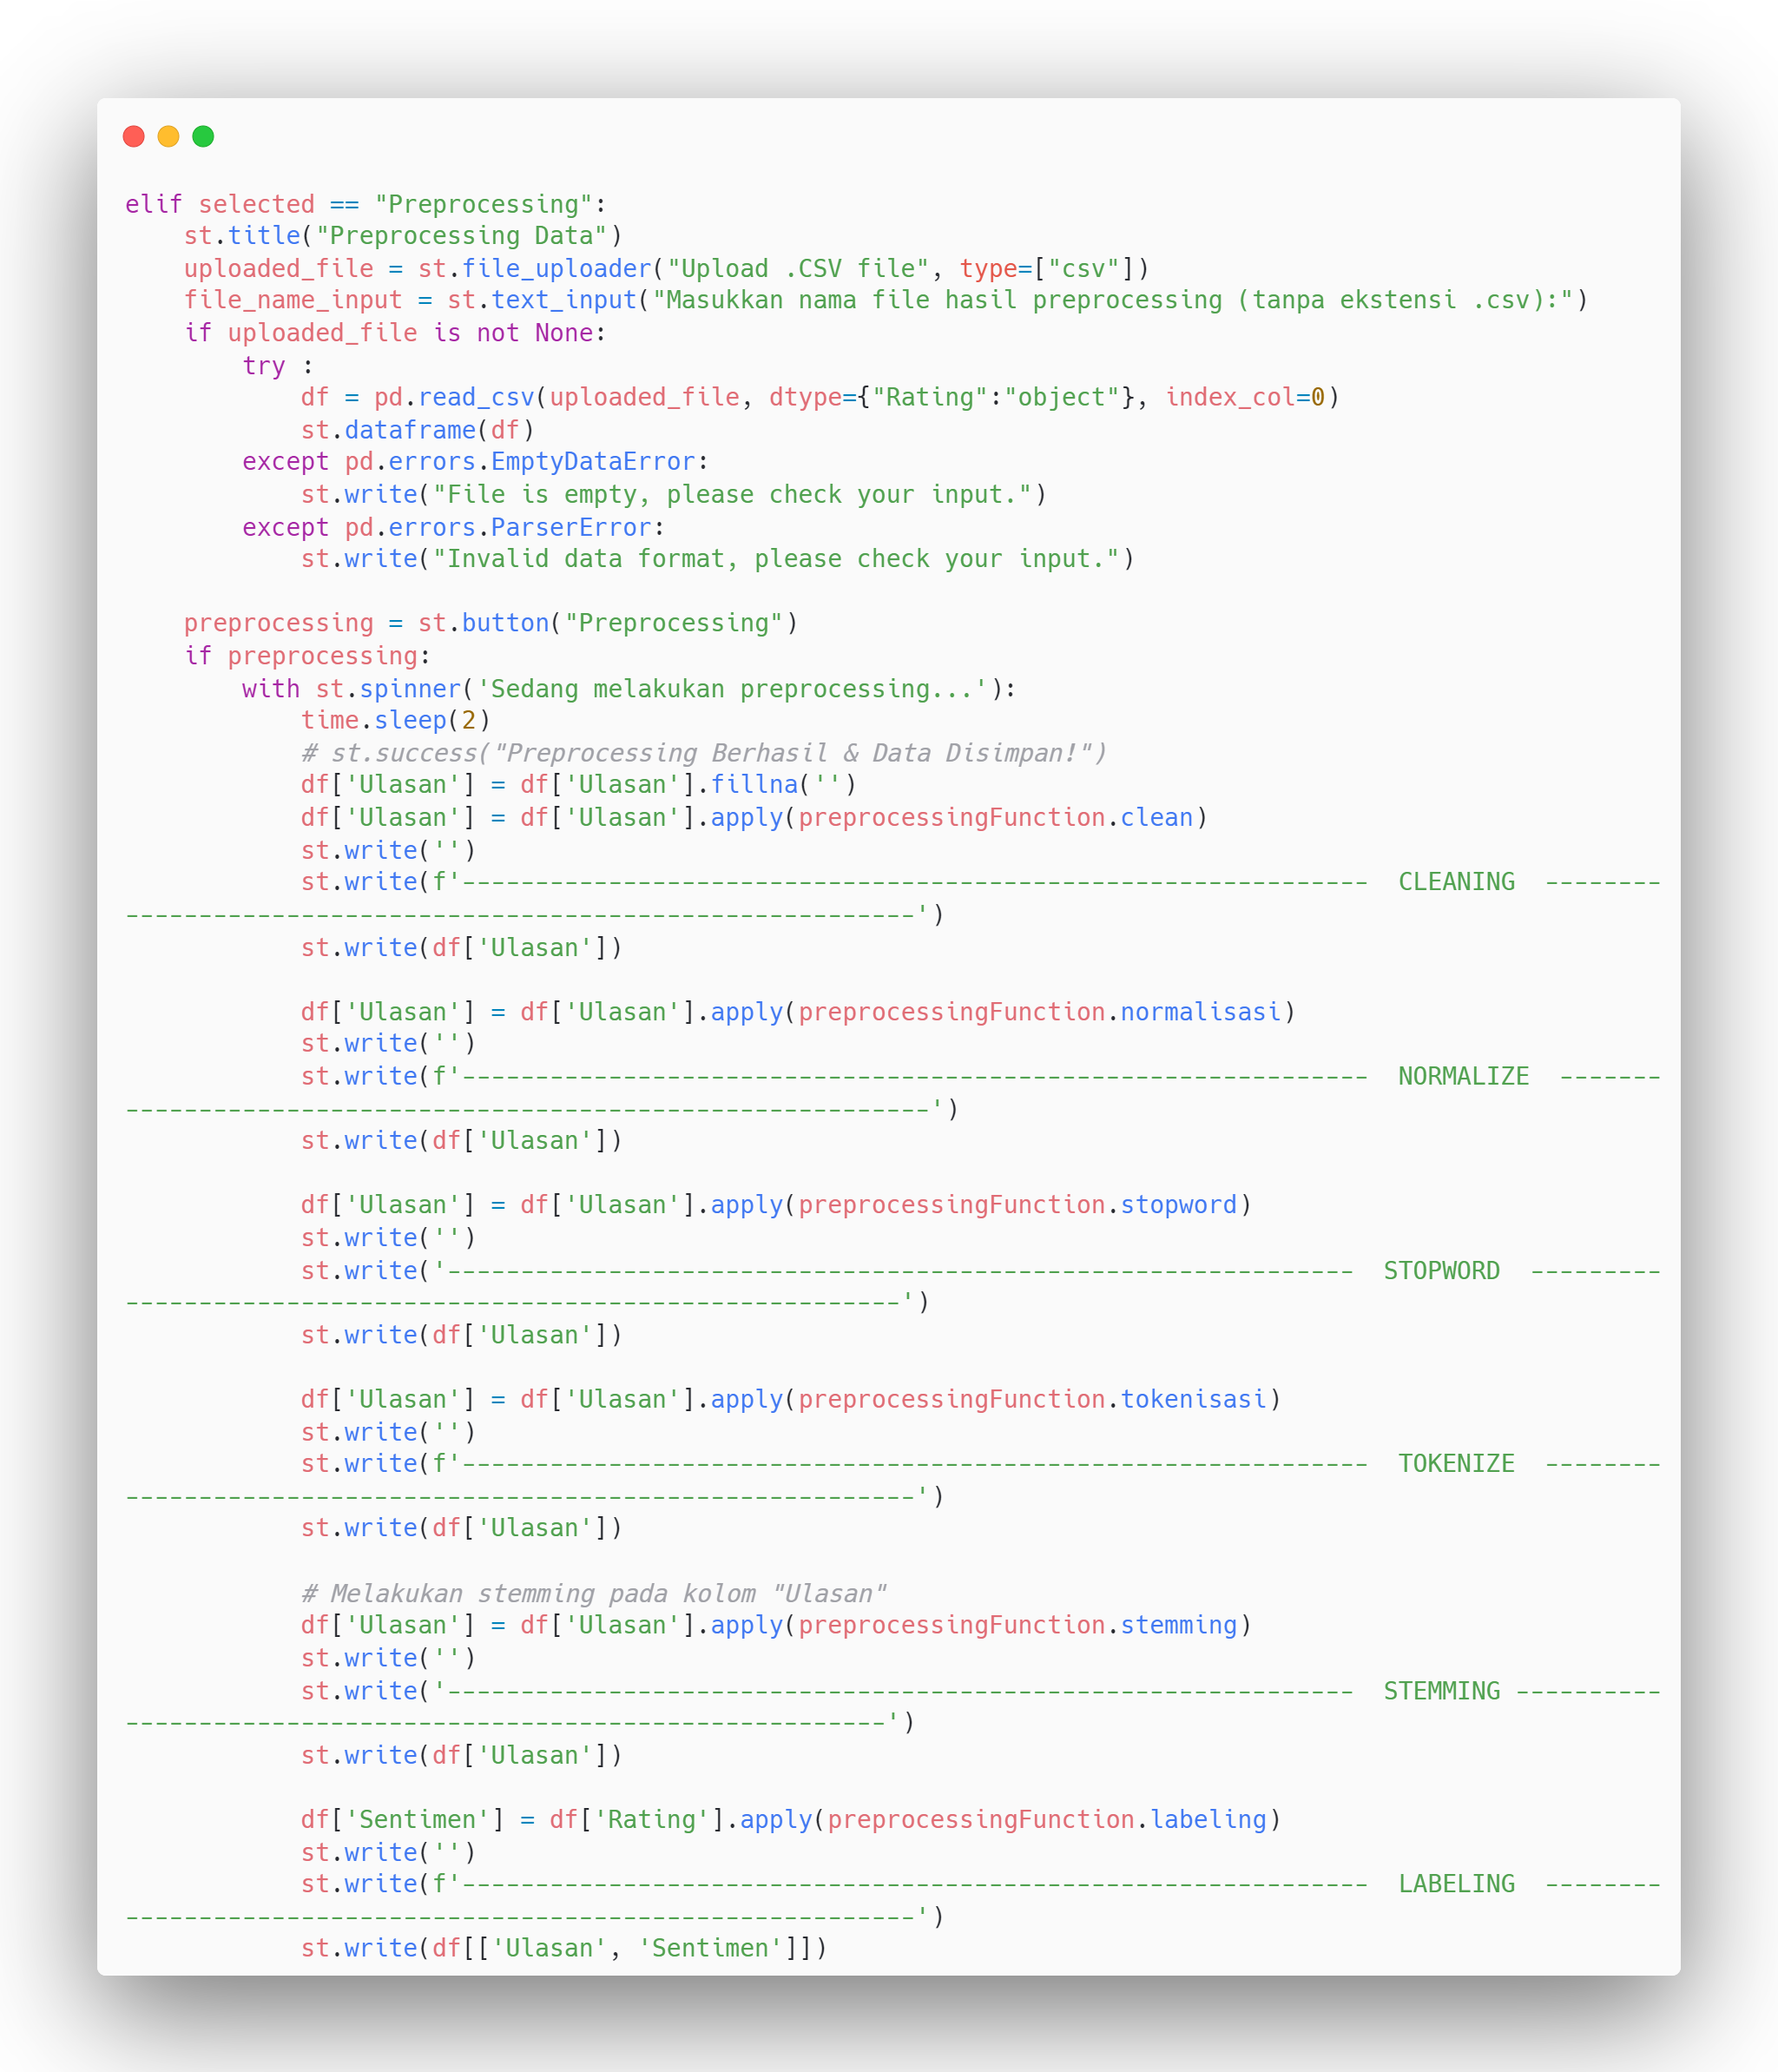 elif selected == "Preprocessing":
    st.title("Preprocessing Data")
    uploaded_file = st.file_uploader("Upload .CSV file", type=["csv"])
    file_name_input = st.text_input("Masukkan nama file hasil preprocessing (tanpa ekstensi .csv):")
    if uploaded_file is not None:
        try :
            df = pd.read_csv(uploaded_file, dtype={"Rating":"object"}, index_col=0)
            st.dataframe(df)
        except pd.errors.EmptyDataError:
            st.write("File is empty, please check your input.")
        except pd.errors.ParserError:
            st.write("Invalid data format, please check your input.")

    preprocessing = st.button("Preprocessing")
    if preprocessing:
        with st.spinner('Sedang melakukan preprocessing...'):
            time.sleep(2)
            # st.success("Preprocessing Berhasil & Data Disimpan!")
            df['Ulasan'] = df['Ulasan'].fillna('')
            df['Ulasan'] = df['Ulasan'].apply(preprocessingFunction.clean)
            st.write('')
            st.write(f'--------------------------------------------------------------  CLEANING  --------
------------------------------------------------------')
            st.write(df['Ulasan'])

            df['Ulasan'] = df['Ulasan'].apply(preprocessingFunction.normalisasi)
            st.write('')
            st.write(f'--------------------------------------------------------------  NORMALIZE  -------
-------------------------------------------------------')
            st.write(df['Ulasan'])

            df['Ulasan'] = df['Ulasan'].apply(preprocessingFunction.stopword)
            st.write('')
            st.write('--------------------------------------------------------------  STOPWORD  ---------
-----------------------------------------------------')
            st.write(df['Ulasan'])

            df['Ulasan'] = df['Ulasan'].apply(preprocessingFunction.tokenisasi)
            st.write('')
            st.write(f'--------------------------------------------------------------  TOKENIZE  --------
------------------------------------------------------')
            st.write(df['Ulasan'])

            # Melakukan stemming pada kolom "Ulasan"
            df['Ulasan'] = df['Ulasan'].apply(preprocessingFunction.stemming)
            st.write('')
            st.write('--------------------------------------------------------------  STEMMING ----------
----------------------------------------------------')
            st.write(df['Ulasan'])

            df['Sentimen'] = df['Rating'].apply(preprocessingFunction.labeling)
            st.write('')
            st.write(f'--------------------------------------------------------------  LABELING  --------
------------------------------------------------------')
            st.write(df[['Ulasan', 'Sentimen']])